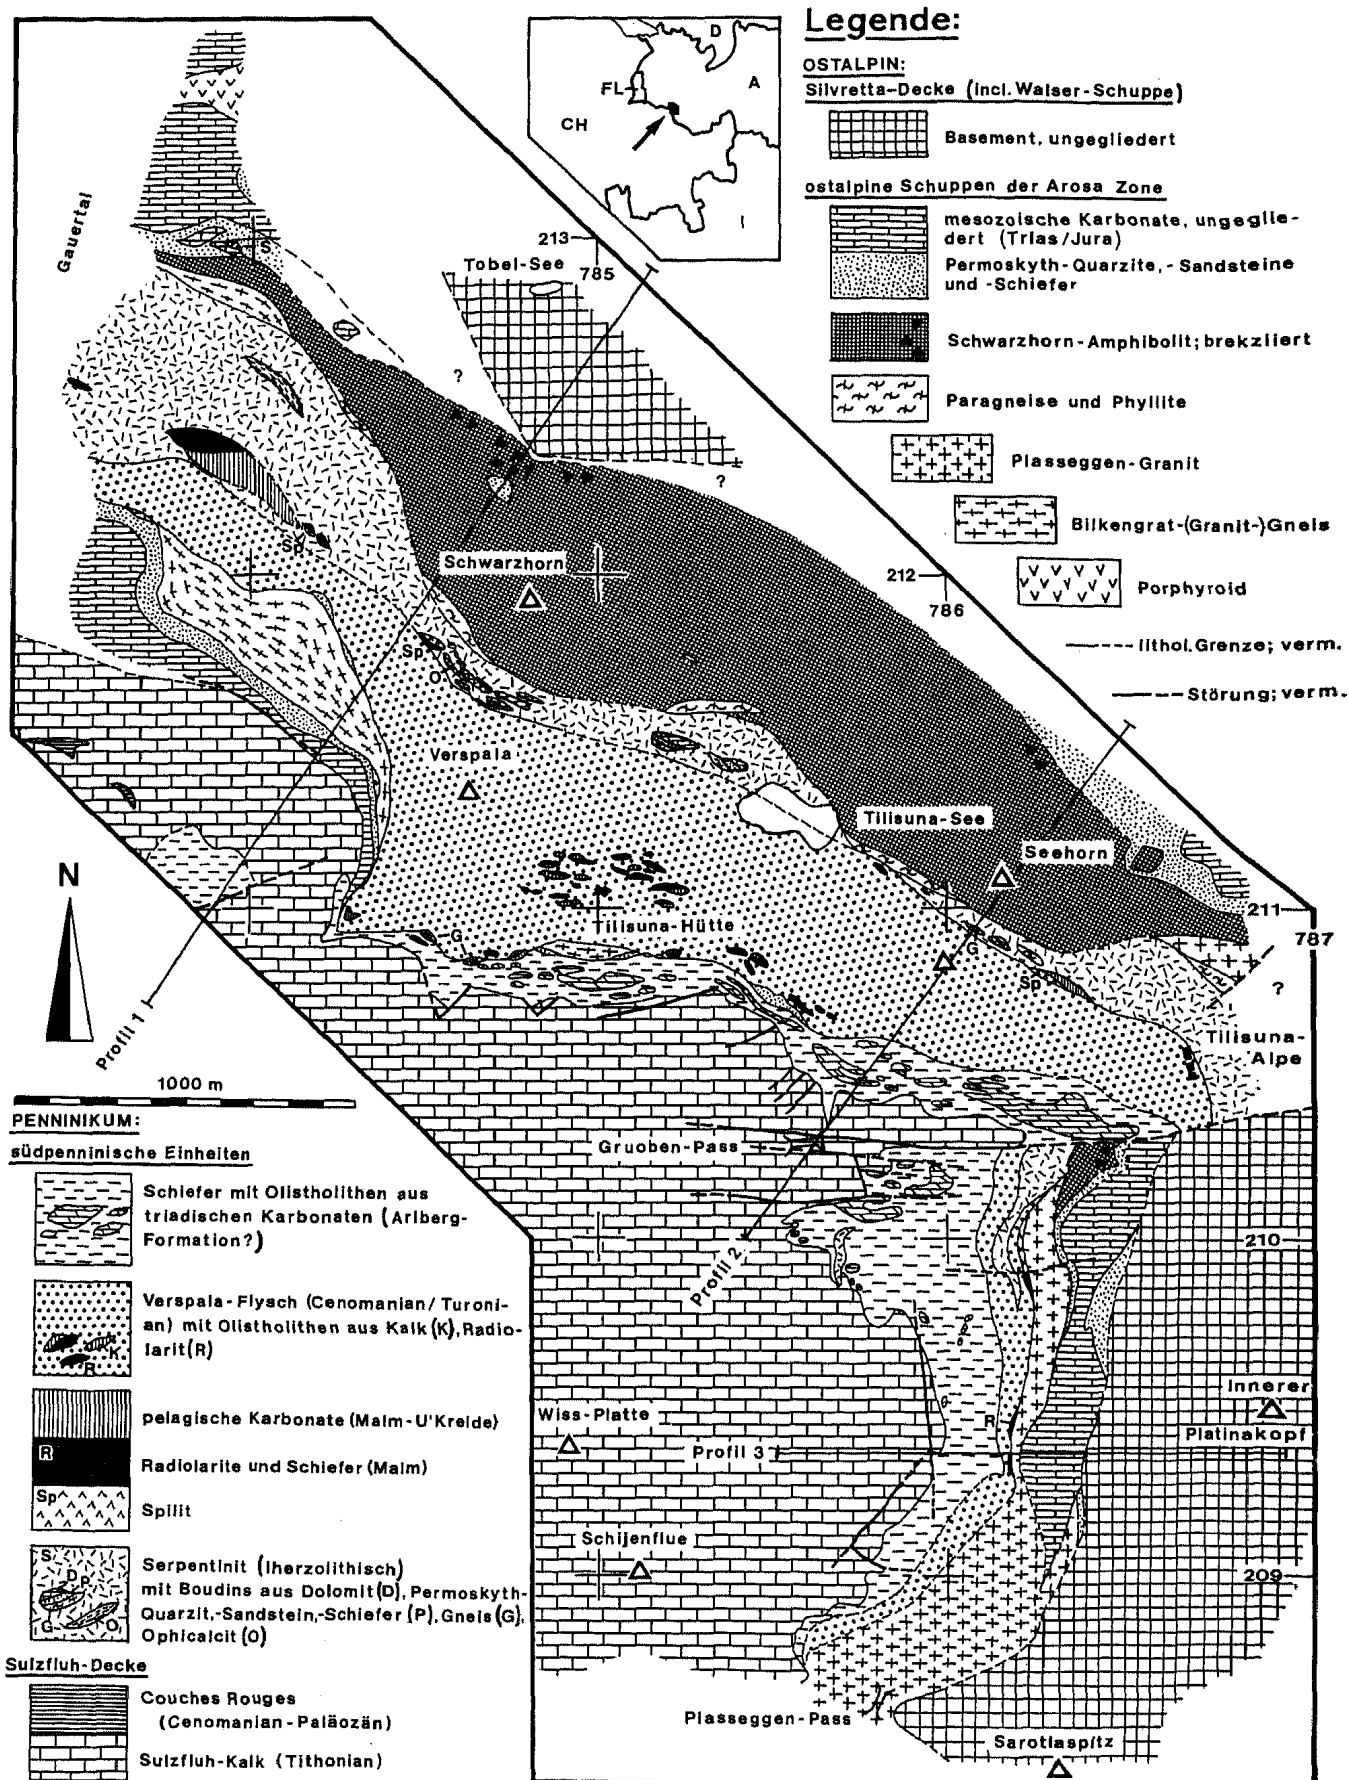 Legende:
OSTALPIN:
Silvretta-Decke (incl. Walser-Schuppe)
Basement, ungegliedert
ostalpine Schuppen der Arosa Zone
mesozoische Karbonate, unegeglie-
dert (Trias/Jura)
Permoskyth-Quarzite,-Sandsteine
und -Schiefer
Schwarzhorn-Amphibolit; brekziiert
Paragneise und Phyllite
Plasseggen-Granit
Bilkengrat-(Granit-)Gneis
Porphyroid
lithol. Grenze; verm.
Störung; verm.
D
FL
A
CH
I
Gauertal
S
213
785
Tobel-See
?
?
212
786
Sp
Schwarzhorn
Sp
O
Verspala
Tilisuna-See
Seehorn
211
787
N
Tilisuna-Hütte
G
G
Sp
?
Tilisuna-
Alpe
Profil 1
1000 m
Gruoben-Pass
210
Profil 2
Innerer
Platinakopf
Wiss-Platte
R
Profil 3
Schijenflue
209
Plasseggen-Pass
Sarotlaspitz
PENNINIKUM:
südpenninische Einheiten
Schiefer mit Olistholithen aus
triadischen Karbonaten (Arlberg-
Formation?)
Verspala-Flysch (Cenomanian/Turoni-
an) mit Olistholithen aus Kalk (K), Radio-
larit (R)
K
R
pelagische Karbonate (Malm-U'Kreide)
R
Radiolarite und Schiefer (Malm)
Sp
Spilit
S
D
P
G
O
Serpentinit (lherzolithisch)
mit Boudins aus Dolomit (D), Permoskyth-
Quarzit,-Sandstein,-Schiefer (P), Gneis (G),
Ophicalcit (O)
Sulzfluh-Decke
Couches Rouges
(Cenomanian-Paläozän)
Sulzfluh-Kalk (Tithonian)